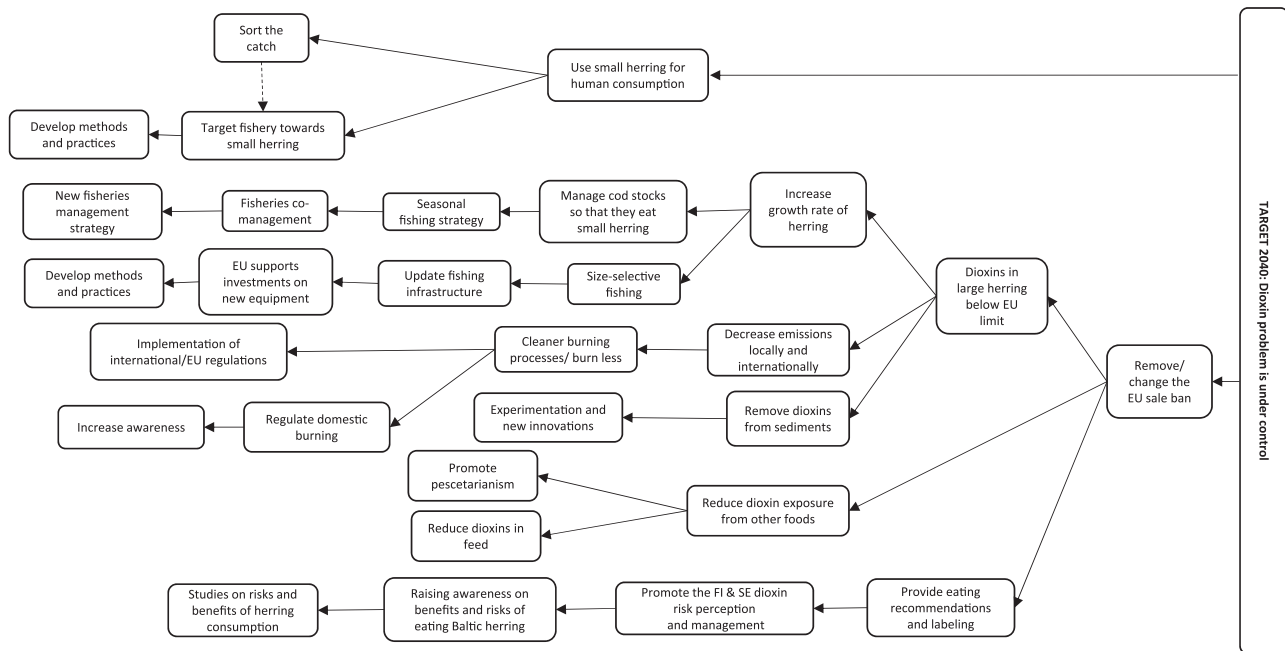 Sort the
catch
Use small herring for
human consumption
Develop methods
and practices
Target fishery towards
small herring
New fisheries
management
strategy
Fisheries co-
management
Seasonal
fishing strategy
Manage cod stocks
so that they eat
small herring
Increase
growth rate of
herring
Develop methods
and practices
EU supports
investments on
new equipment
Update fishing
infrastructure
Size-selective
fishing
Dioxins in
large herring
below EU
limit
Implementation of
international/EU regulations
Cleaner burning
processes/ burn less
Decrease emissions
locally and
internationally
Remove/
change the
EU sale ban
Increase awareness
Regulate domestic
burning
Experimentation and
new innovations
Remove dioxins
from sediments
Promote
pescetarianism
Reduce dioxins in
feed
Reduce dioxin exposure
from other foods
Studies on risks and
benefits of herring
consumption
Raising awareness on
benefits and risks of
eating Baltic herring
Promote the FI & SE dioxin
risk perception
and management
Provide eating
recommendations
and labeling
TARGET 2040: Dioxin problem is under control